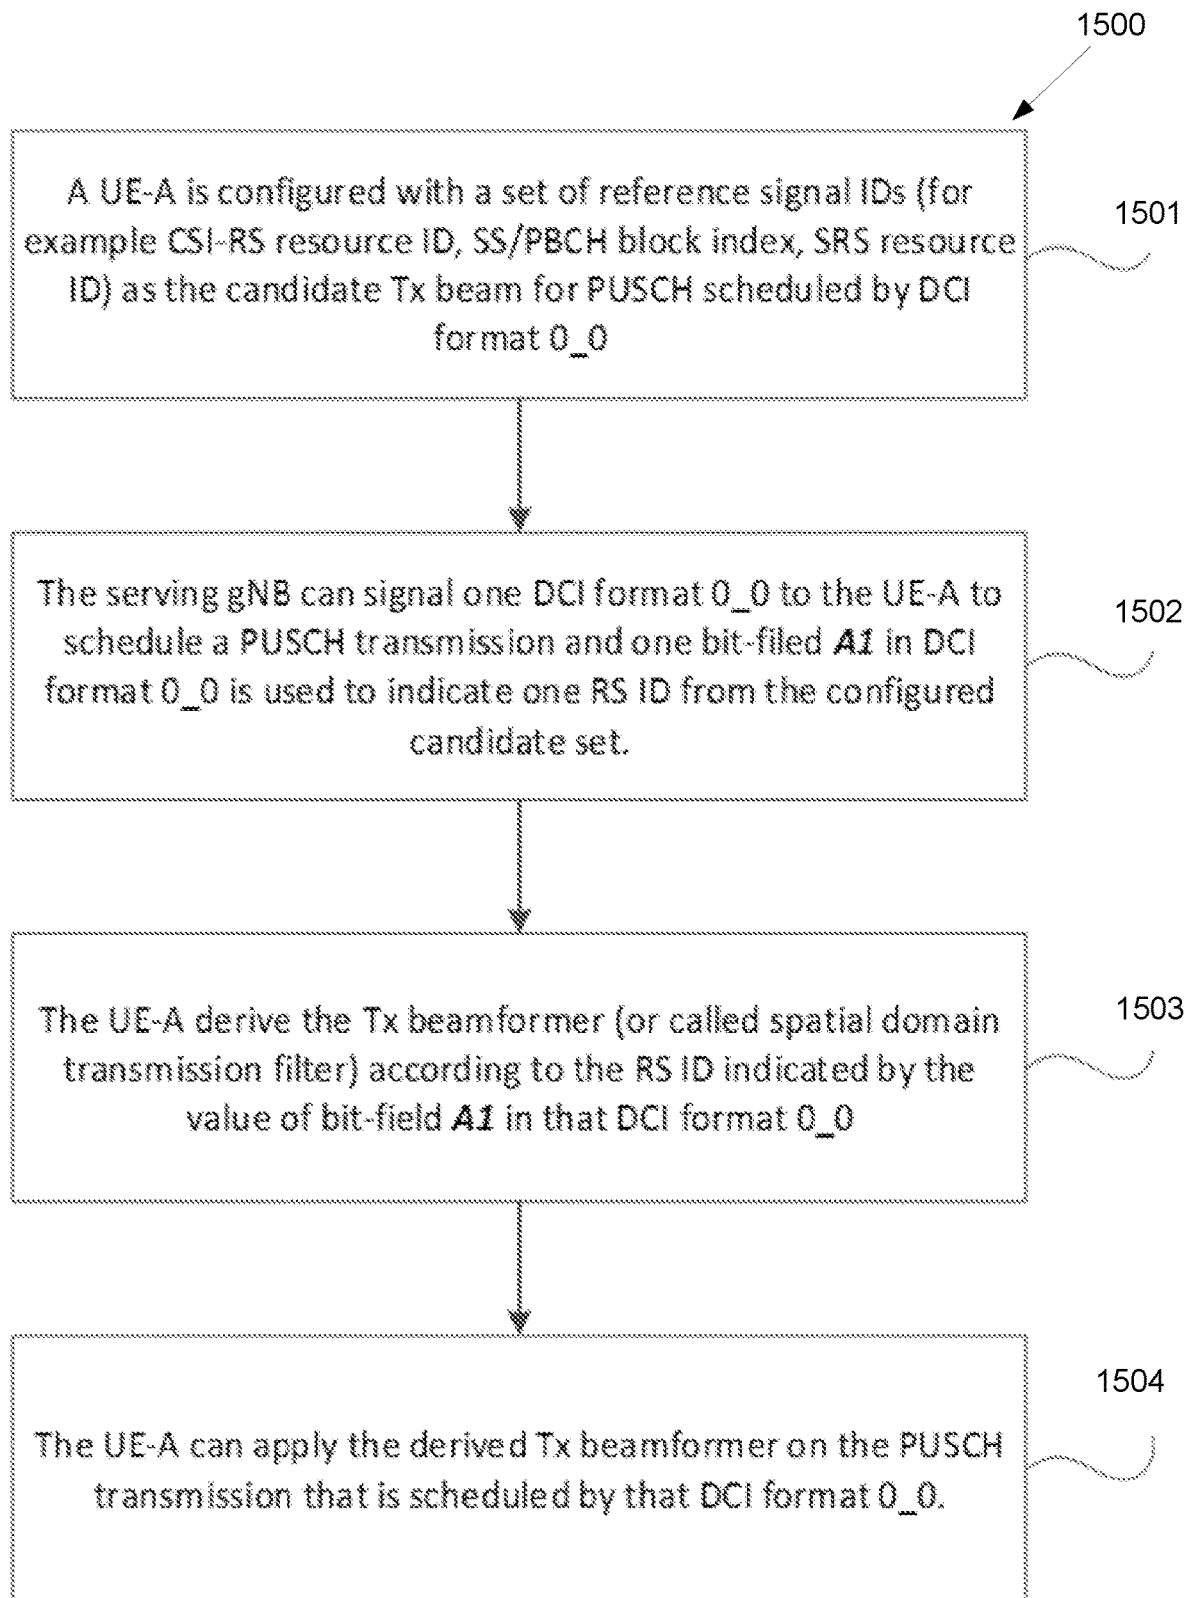 1500
A UE-A is configured with a set of reference signal IDs (for
example CSI-RS resource ID, SS/PBCH block index, SRS resource
ID) as the candidate Tx beam for PUSCH scheduled by DCI
format 0_0
1501
The serving gNB can signal one DCI format 0_0 to the UE-A to
schedule a PUSCH transmission and one bit-filed A1 in DCI
format 0_0 is used to indicate one RS ID from the configured
candidate set.
1502
The UE-A derive the Tx beamformer (or called spatial domain
transmission filter) according to the RS ID indicated by the
value of bit-field A1 in that DCI format 0_0
1503
The UE-A can apply the derived Tx beamformer on the PUSCH
transmission that is scheduled by that DCI format 0_0.
1504